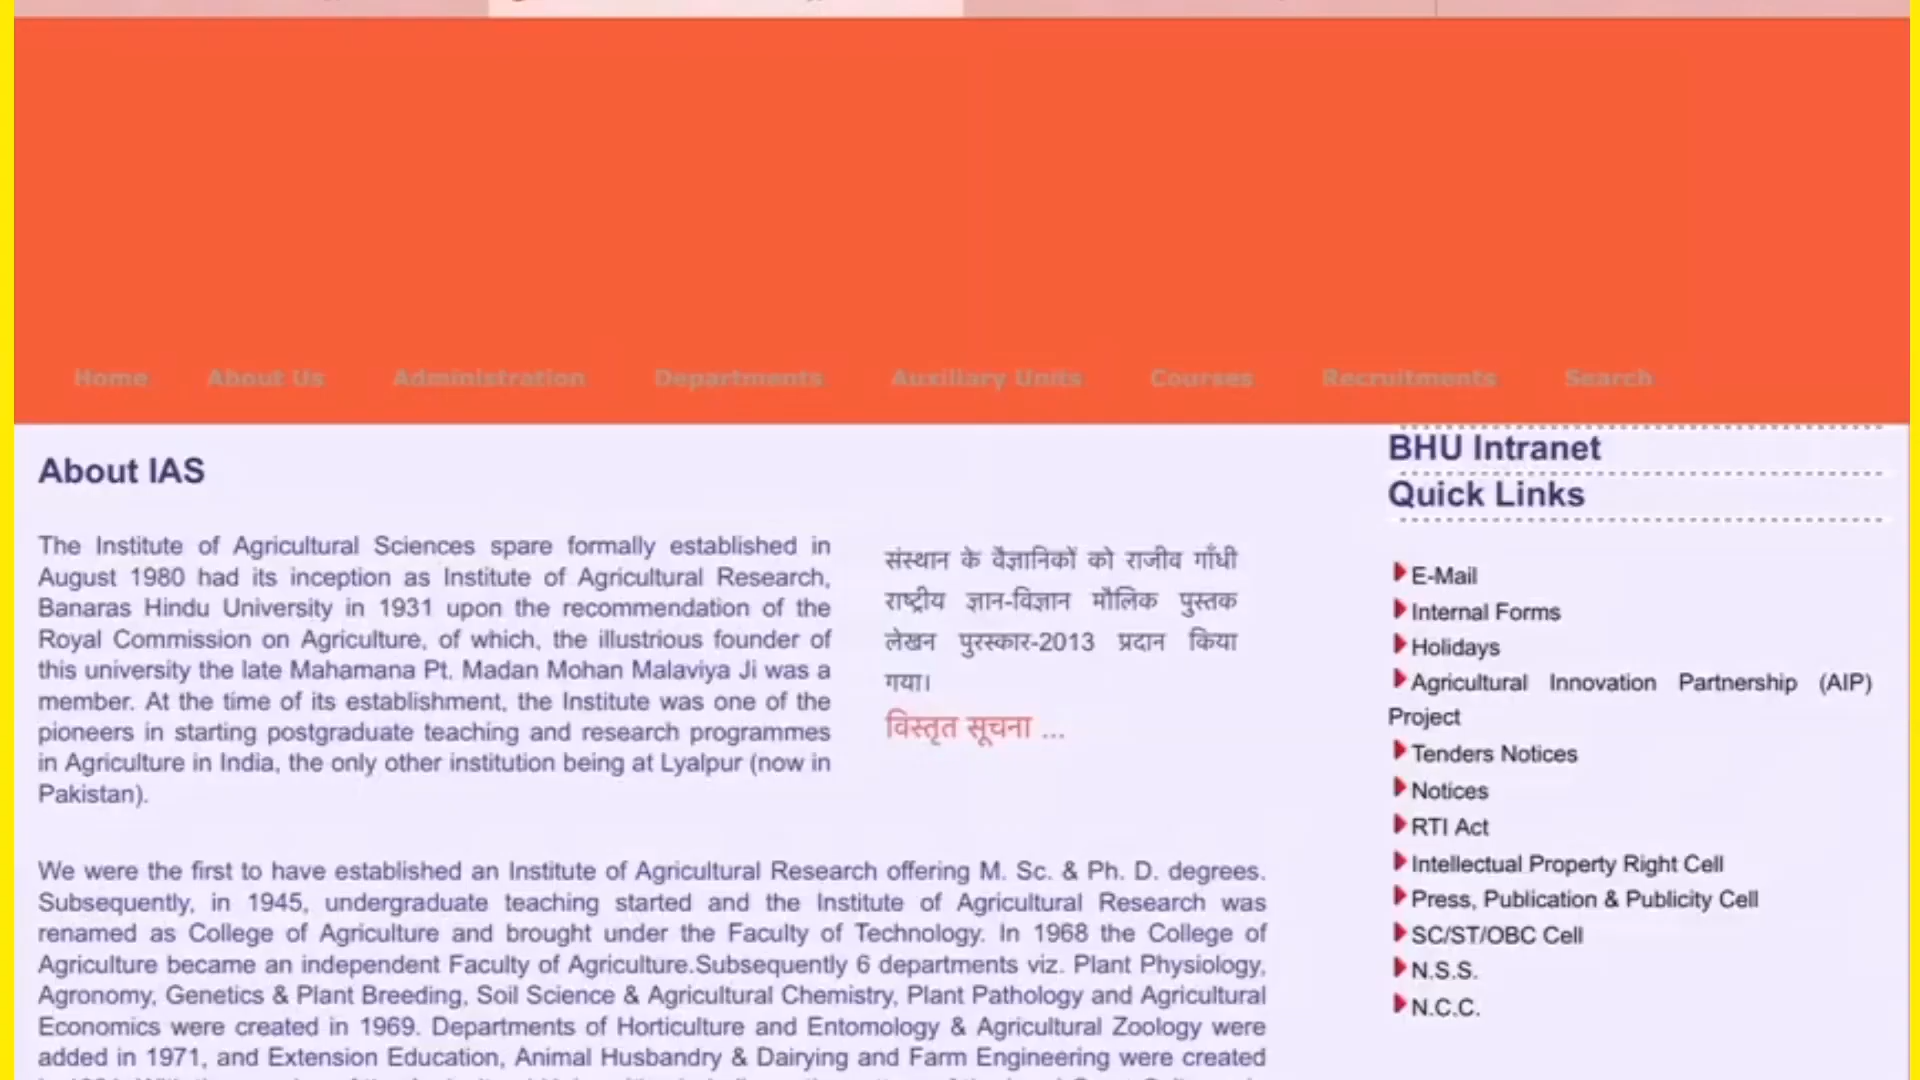 Home About Us Administration Departments Auxillary Units Courses Recruitments Search
About IAS
The Institute of Agricultural Sciences spare formally established in
August 1980 had its inception as Institute of Agricultural Research,
Banaras Hindu University in 1931 upon the recommendation of the
Royal Commission on Agriculture, of which, the illustrious founder of
this university the late Mahamana Pt. Madan Mohan Malaviya Ji was a
member. At the time of its establishment, the Institute was one of the
pioneers in starting postgraduate teaching and research programmes
in Agriculture in India, the only other institution being at Lyalpur (now in
Pakistan).
संस्थान के वैज्ञानिकों को राजीव गाँधी
राष्ट्रीय ज्ञान-विज्ञान मौलिक पुस्तक
लेखन पुरस्कार-2013 प्रदान किया
गया।
विस्तृत सूचना ...
We were the first to have established an Institute of Agricultural Research offering M. Sc. & Ph. D. degrees.
Subsequently, in 1945, undergraduate teaching started and the Institute of Agricultural Research was
renamed as College of Agriculture and brought under the Faculty of Technology. In 1968 the College of
Agriculture became an independent Faculty of Agriculture.Subsequently 6 departments viz. Plant Physiology,
Agronomy, Genetics & Plant Breeding, Soil Science & Agricultural Chemistry, Plant Pathology and Agricultural
Economics were created in 1969. Departments of Horticulture and Entomology & Agricultural Zoology were
added in 1971, and Extension Education, Animal Husbandry & Dairying and Farm Engineering were created
BHU Intranet
Quick Links
E-Mail
Internal Forms
Holidays
Agricultural Innovation Partnership (AIP)
Project
Tenders Notices
Notices
RTI Act
Intellectual Property Right Cell
Press, Publication & Publicity Cell
SC/ST/OBC Cell
N.S.S.
N.C.C.